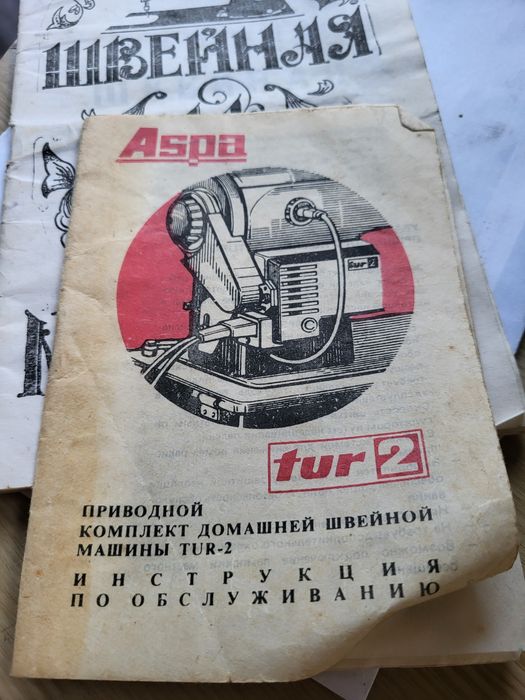 ШВЕЙНАЯ
Aspa
tur 2
tur 2
ПРИВОДНОЙ
КОМПЛЕКТ ДОМАШНЕЙ ШВЕЙНОЙ
МАШИНЫ TUR-2
ИНСТРУКЦИЯ
ПО ОБСЛУЖИВАНИЮ